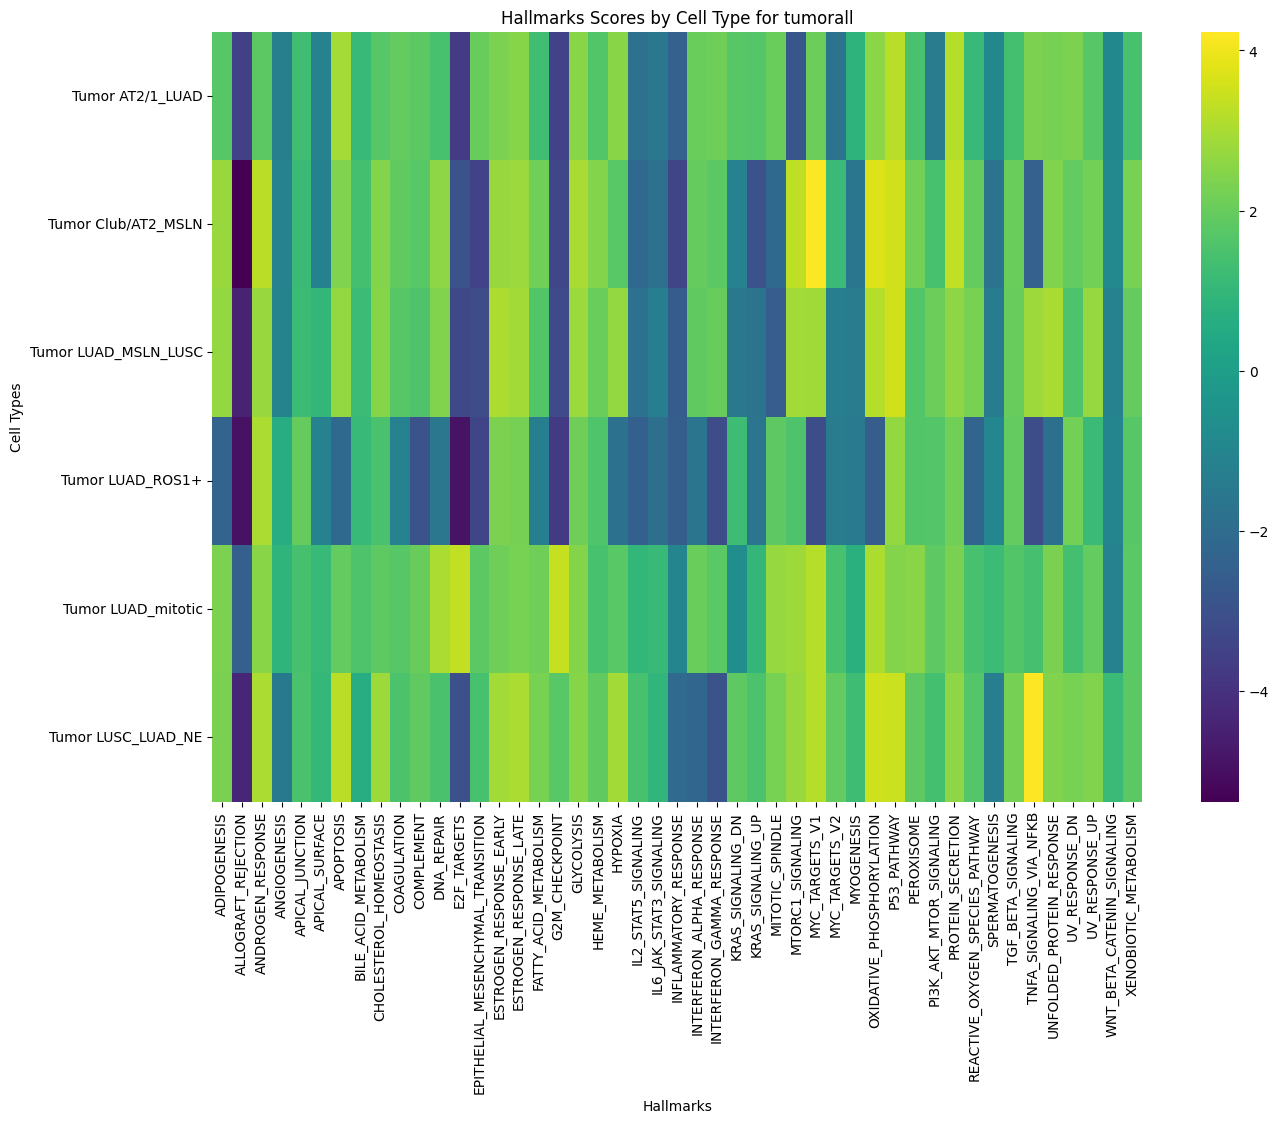 Hallmarks Scores by Cell Type for tumorall
Tumor AT2/1_LUAD
Tumor Club/AT2_MSLN
Tumor LUAD_MSLN_LUSC
Tumor LUAD_ROS1+
Tumor LUAD_mitotic
Tumor LUSC_LUAD_NE
Cell Types
ADIPOGENESIS
ALLOGRAFT_REJECTION
ANDROGEN_RESPONSE
ANGIOGENESIS
APICAL_JUNCTION
APICAL_SURFACE
APOPTOSIS
BILE_ACID_METABOLISM
CHOLESTEROL_HOMEOSTASIS
COAGULATION
COMPLEMENT
DNA_REPAIR
E2F_TARGETS
EPITHELIAL_MESENCHYMAL_TRANSITION
ESTROGEN_RESPONSE_EARLY
ESTROGEN_RESPONSE_LATE
FATTY_ACID_METABOLISM
G2M_CHECKPOINT
GLYCOLYSIS
HEME_METABOLISM
HYPOXIA
IL2_STAT5_SIGNALING
IL6_JAK_STAT3_SIGNALING
INFLAMMATORY_RESPONSE
INTERFERON_ALPHA_RESPONSE
INTERFERON_GAMMA_RESPONSE
KRAS_SIGNALING_DN
KRAS_SIGNALING_UP
MITOTIC_SPINDLE
MTORC1_SIGNALING
MYC_TARGETS_V1
MYC_TARGETS_V2
MYOGENESIS
OXIDATIVE_PHOSPHORYLATION
P53_PATHWAY
PEROXISOME
PI3K_AKT_MTOR_SIGNALING
PROTEIN_SECRETION
REACTIVE_OXYGEN_SPECIES_PATHWAY
SPERMATOGENESIS
TGF_BETA_SIGNALING
TNFA_SIGNALING_VIA_NFKB
UNFOLDED_PROTEIN_RESPONSE
UV_RESPONSE_DN
UV_RESPONSE_UP
WNT_BETA_CATENIN_SIGNALING
XENOBIOTIC_METABOLISM
Hallmarks
4
2
0
−2
−4